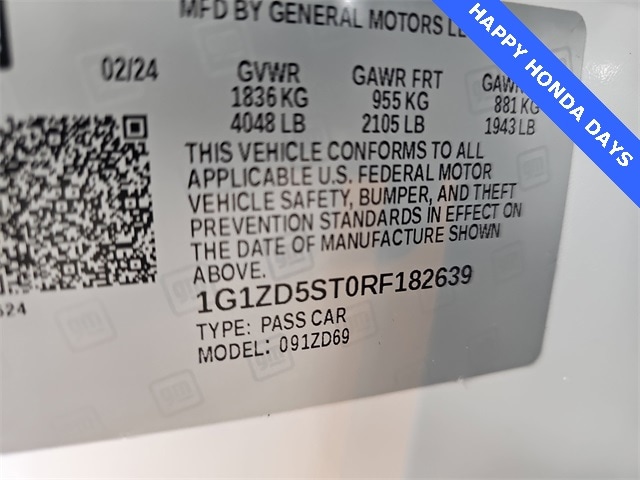 MFD BY GENERAL MOTORS
02/24 GVWR GAWR FRT GAWR
1836 KG 955 KG 881 KG
4048 LB 2105 LB 1943 LB
THIS VEHICLE CONFORMS TO ALL
APPLICABLE U.S. FEDERAL MOTOR
VEHICLE SAFETY, BUMPER, AND THEFT
PREVENTION STANDARDS IN EFFECT ON
THE DATE OF MANUFACTURE SHOWN
ABOVE.
1G1ZD5ST0RF182639
TYPE: PASS CAR
MODEL: 091ZD69
HAPPY HONDA DAYS